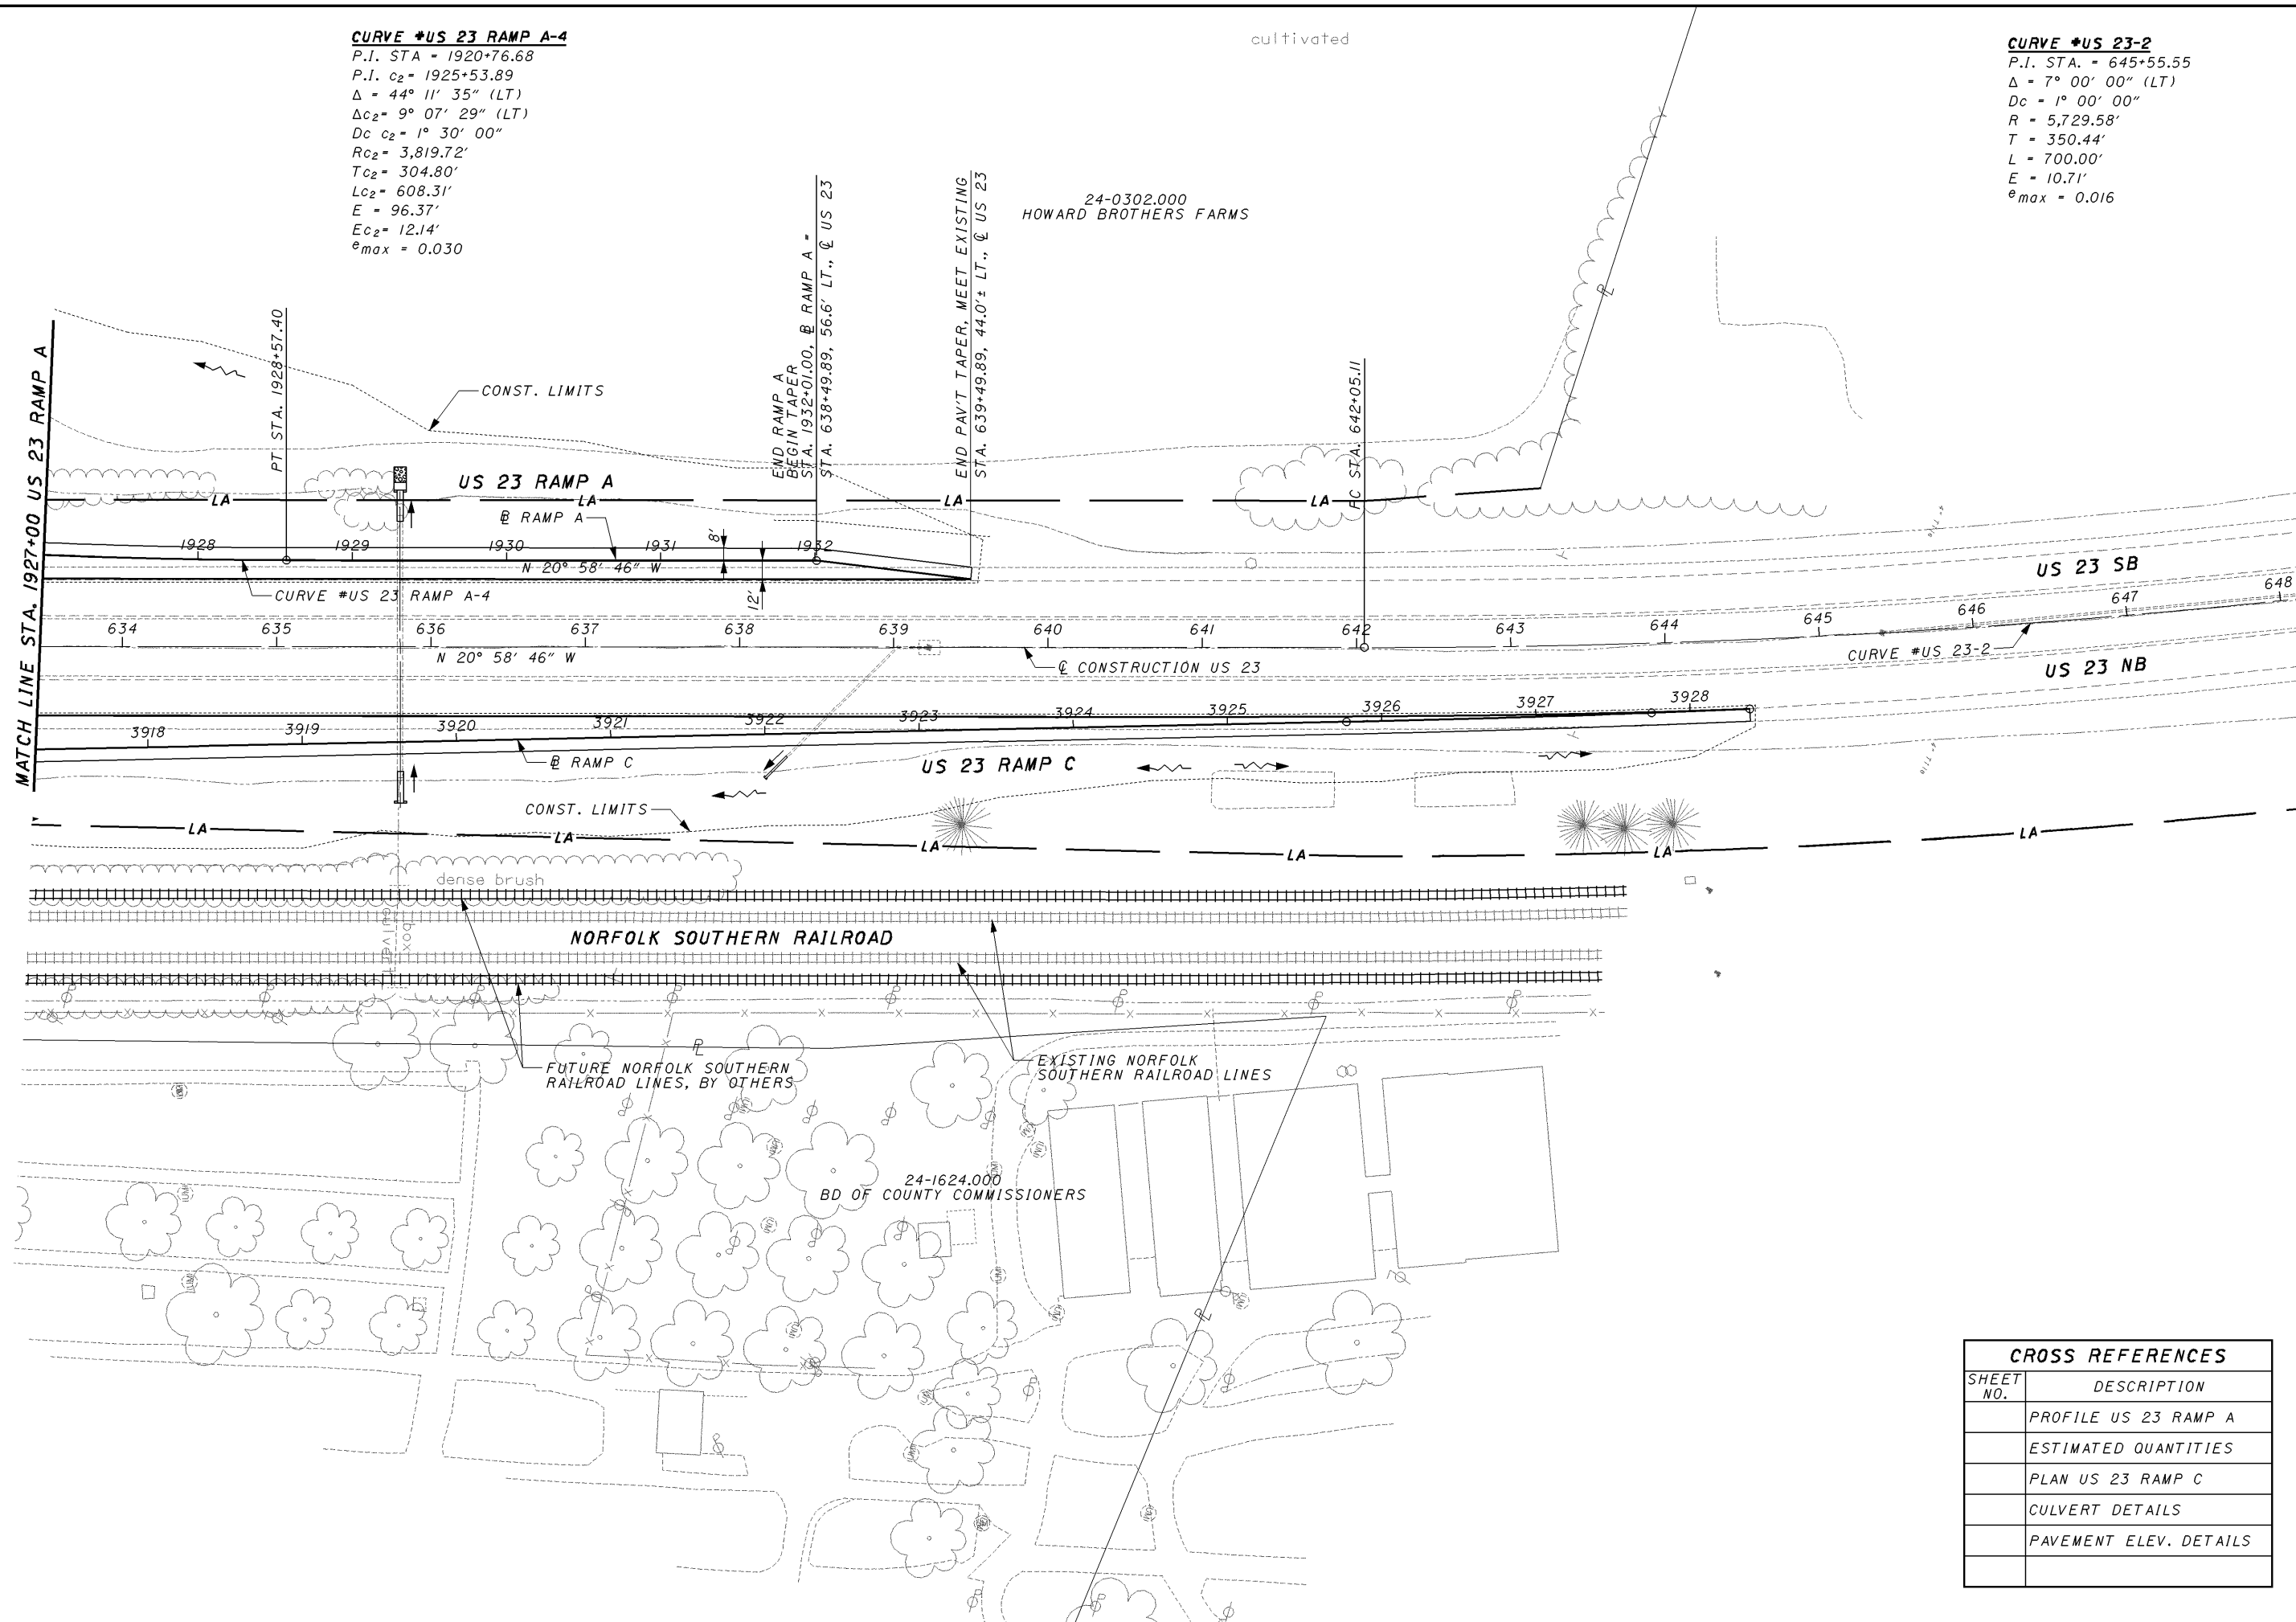 CURVE #US 23 RAMP A-4
P.I. STA = 1920+76.68
P.I. c2= 1925+53.89
Δ = 44° 11' 35" (LT)
Δc2= 9° 07' 29" (LT)
Dc c2= 1° 30' 00"
Rc2= 3,819.72'
Tc2= 304.80'
Lc2= 608.31'
E = 96.37'
Ec2= 12.14'
emax = 0.030
cultivated
CURVE #US 23-2
P.I. STA. = 645+55.55
Δ = 7° 00' 00" (LT)
Dc = 1° 00' 00"
R = 5,729.58'
T = 350.44'
L = 700.00'
E = 10.71'
emax = 0.016
24-0302.000
HOWARD BROTHERS FARMS
MATCH LINE STA. 1927+00 US 23 RAMP A
PT STA. 1928+57.40
CONST. LIMITS
END RAMP A
BEGIN TAPER
STA. 1932+01.00, ℄ RAMP A =
STA. 638+49.89, 56.6' LT., ℄ US 23
END PAV'T TAPER, MEET EXISTING
STA. 639+49.89, 44.0'± LT., ℄ US 23
PC STA. 642+05.11
PL
US 23 RAMP A
LA LA LA LA
B RAMP A
1928 1929 1930 1931 1932
8'
N 20° 58' 46" W
12'
CURVE #US 23 RAMP A-4
US 23 SB
634 635 636 637 638 639 640 641 642 643 644 645 646 647 648
N 20° 58' 46" W
℄ CONSTRUCTION US 23
CURVE #US 23-2
US 23 NB
3918 3919 3920 3921 3922 3923 3924 3925 3926 3927 3928
B RAMP C
US 23 RAMP C
CONST. LIMITS
LA LA LA LA LA LA
dense brush
box
culvert
NORFOLK SOUTHERN RAILROAD
PL
FUTURE NORFOLK SOUTHERN
RAILROAD LINES, BY OTHERS
EXISTING NORFOLK
SOUTHERN RAILROAD LINES
24-1624.000
BD OF COUNTY COMMISSIONERS
PL
CROSS REFERENCES
SHEET NO. DESCRIPTION
PROFILE US 23 RAMP A
ESTIMATED QUANTITIES
PLAN US 23 RAMP C
CULVERT DETAILS
PAVEMENT ELEV. DETAILS